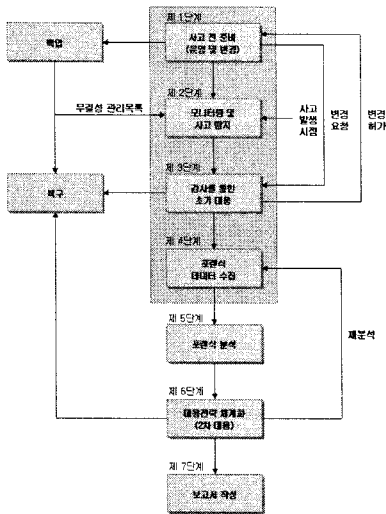 제 1단계
백업
사고 전 준비
(운영 및 변경)
제 2단계
무결성 관리목록
모니터링 및
사고 탐지
사고
발생
시점
변경
요청
변경
허가
제 3단계
복구
감사를 통한
초기 대응
제 4단계
포렌식
데이터 수집
제 5단계
포렌식 분석
재분석
제 6단계
대응전략 체계화
(2차 대응)
제 7단계
보고서 작성